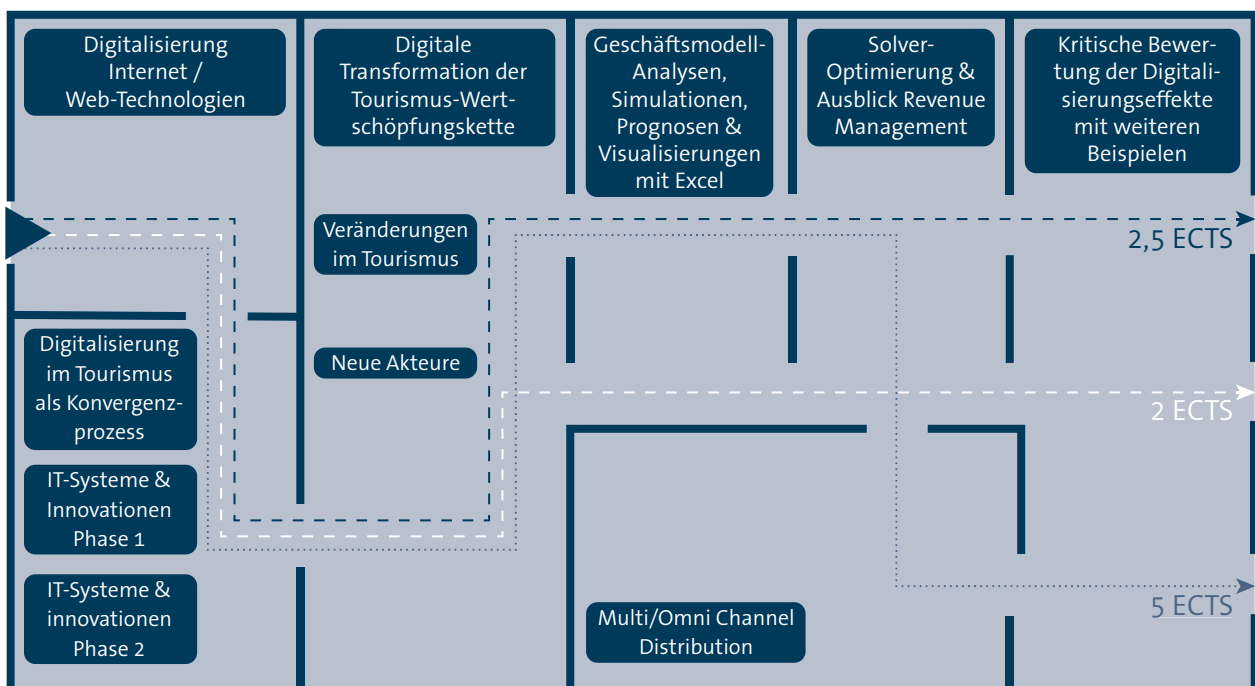 Digitalisierung
Internet /
Web-Technologien
Digitale
Transformation der
Tourismus-Wert-
schöpfungskette
Geschäftsmodell-
Analysen,
Simulationen,
Prognosen &
Visualisierungen
mit Excel
Solver-
Optimierung &
Ausblick Revenue
Management
Kritische Bewer-
tung der Digitali-
sierungseffekte
mit weiteren
Beispielen
Veränderungen
im Tourismus
2,5 ECTS
Digitalisierung
im Tourismus
als Konvergenz-
prozess
Neue Akteure
2 ECTS
IT-Systeme &
Innovationen
Phase 1
IT-Systeme &
innovationen
Phase 2
Multi/Omni Channel
Distribution
5 ECTS